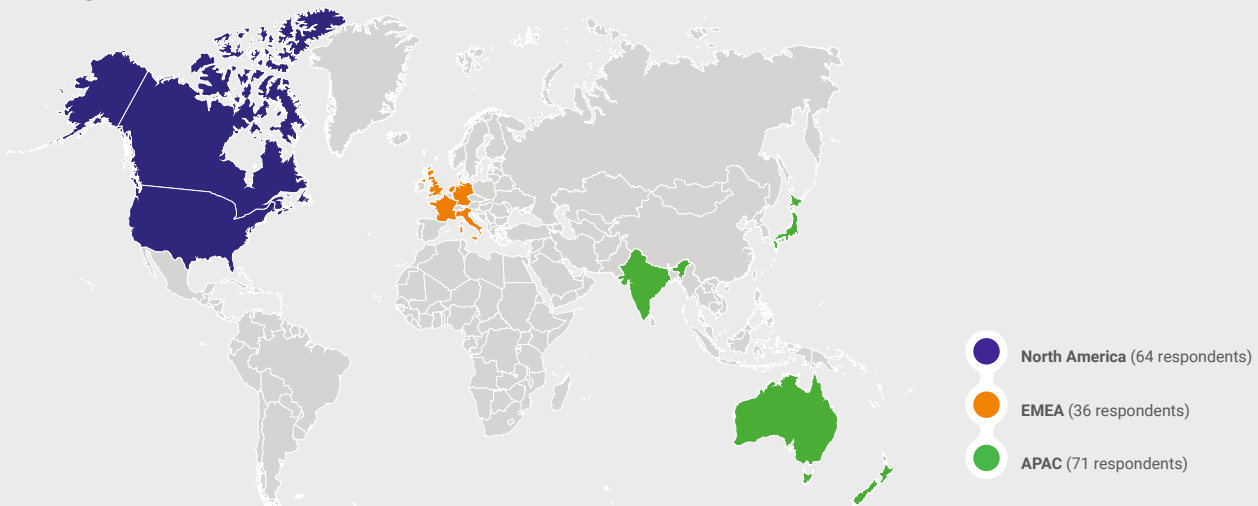 North America (64 respondents)
EMEA (36 respondents)
APAC (71 respondents)